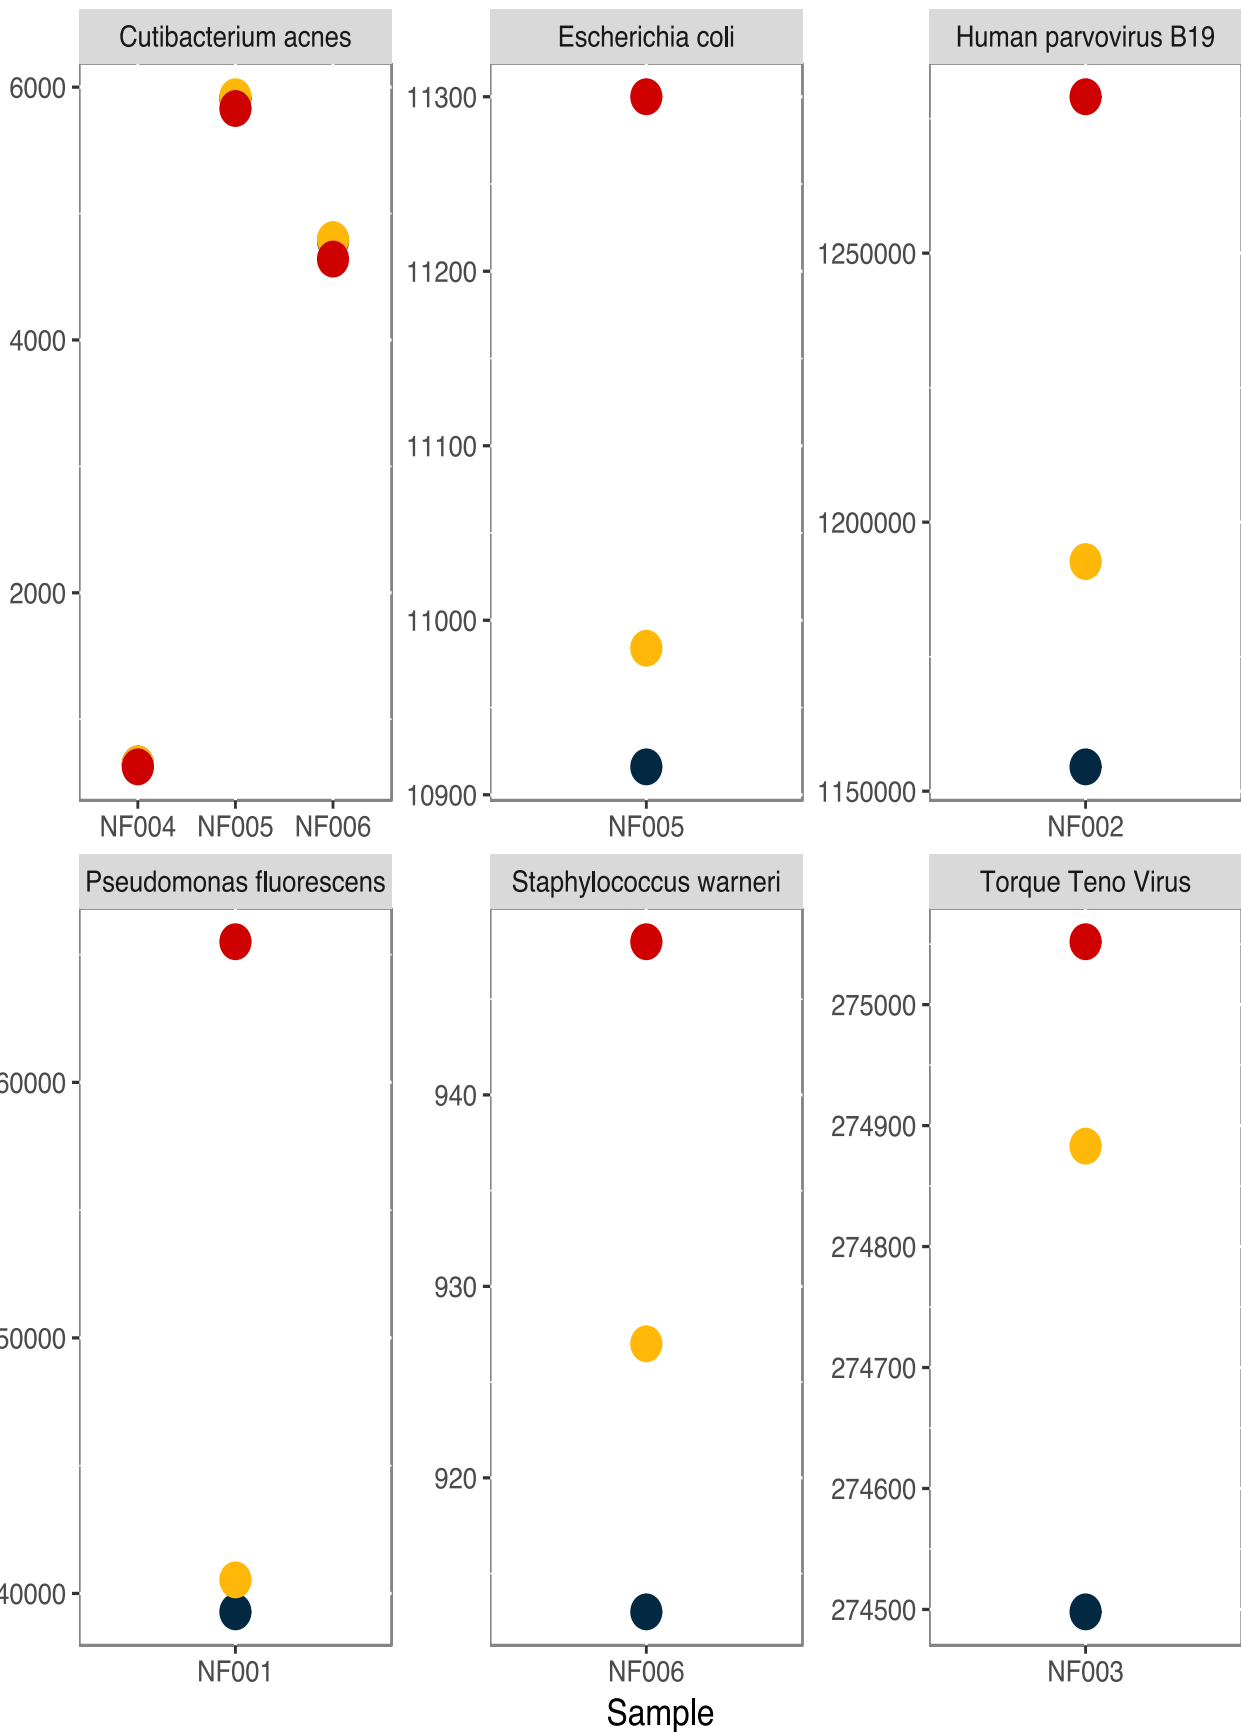 Cutibacterium acnes
Escherichia coli
Human parvovirus B19
6000
4000
2000
NF004 NF005 NF006
11300
11200
11100
11000
10900
NF005
1250000
1200000
1150000
NF002
Pseudomonas fluorescens
Staphylococcus warneri
Torque Teno Virus
60000
50000
40000
NF001
940
930
920
NF006
275000
274900
274800
274700
274600
274500
NF003
Sample